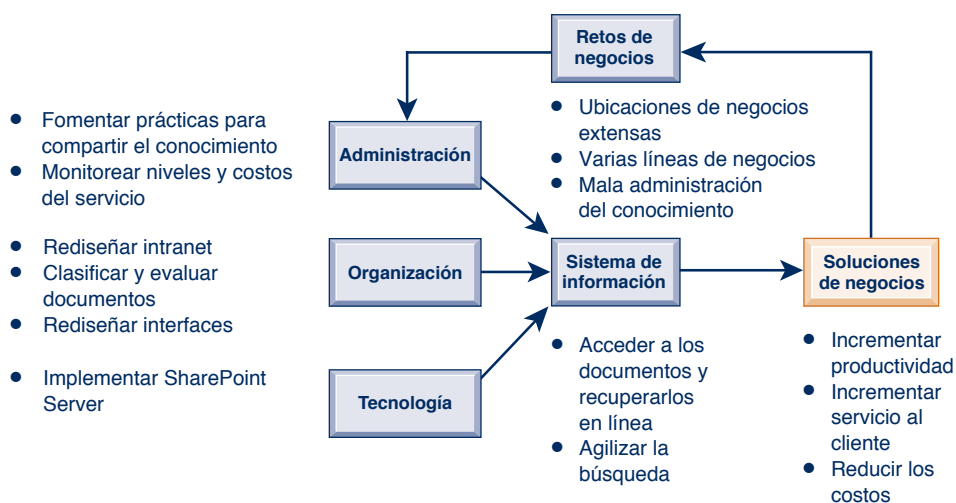 Retos de
negocios
● Ubicaciones de negocios
extensas
● Varias líneas de negocios
● Mala administración
del conocimiento
● Fomentar prácticas para
compartir el conocimiento
● Monitorear niveles y costos
del servicio
Administración
● Rediseñar intranet
● Clasificar y evaluar
documentos
● Rediseñar interfaces
Organización
● Implementar SharePoint
Server
Tecnología
Sistema de
información
● Acceder a los
documentos y
recuperarlos
en línea
● Agilizar la
búsqueda
Soluciones
de negocios
● Incrementar
productividad
● Incrementar
servicio al
cliente
● Reducir los
costos